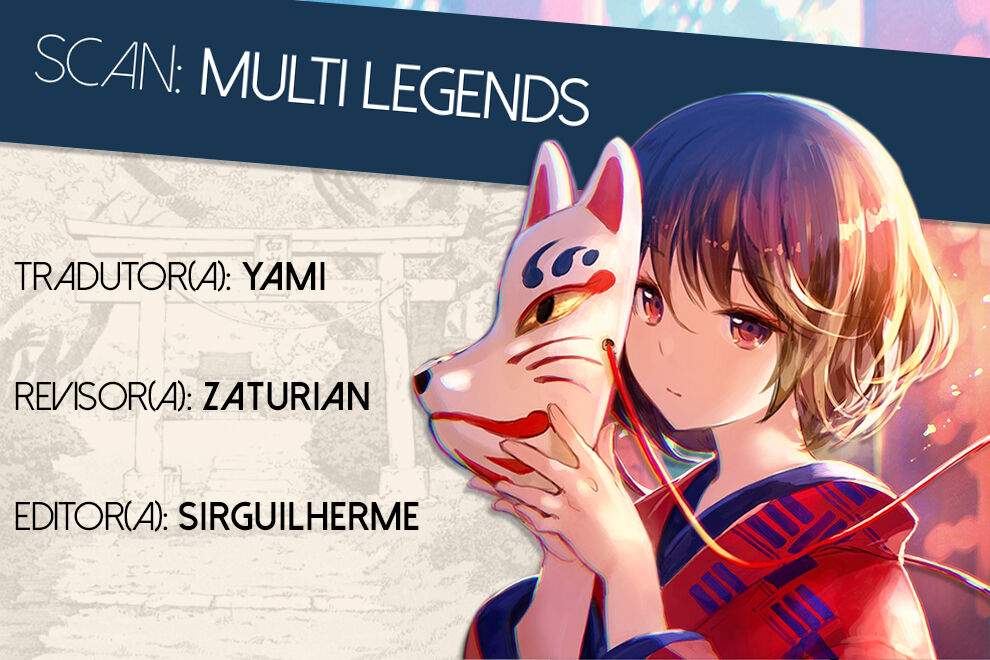 SCAN: MULTI LEGENDS
TRADUTOR(A): YAMI
REVISOR(A): ZATURIAN
EDITOR(A): SIRGUILHERME